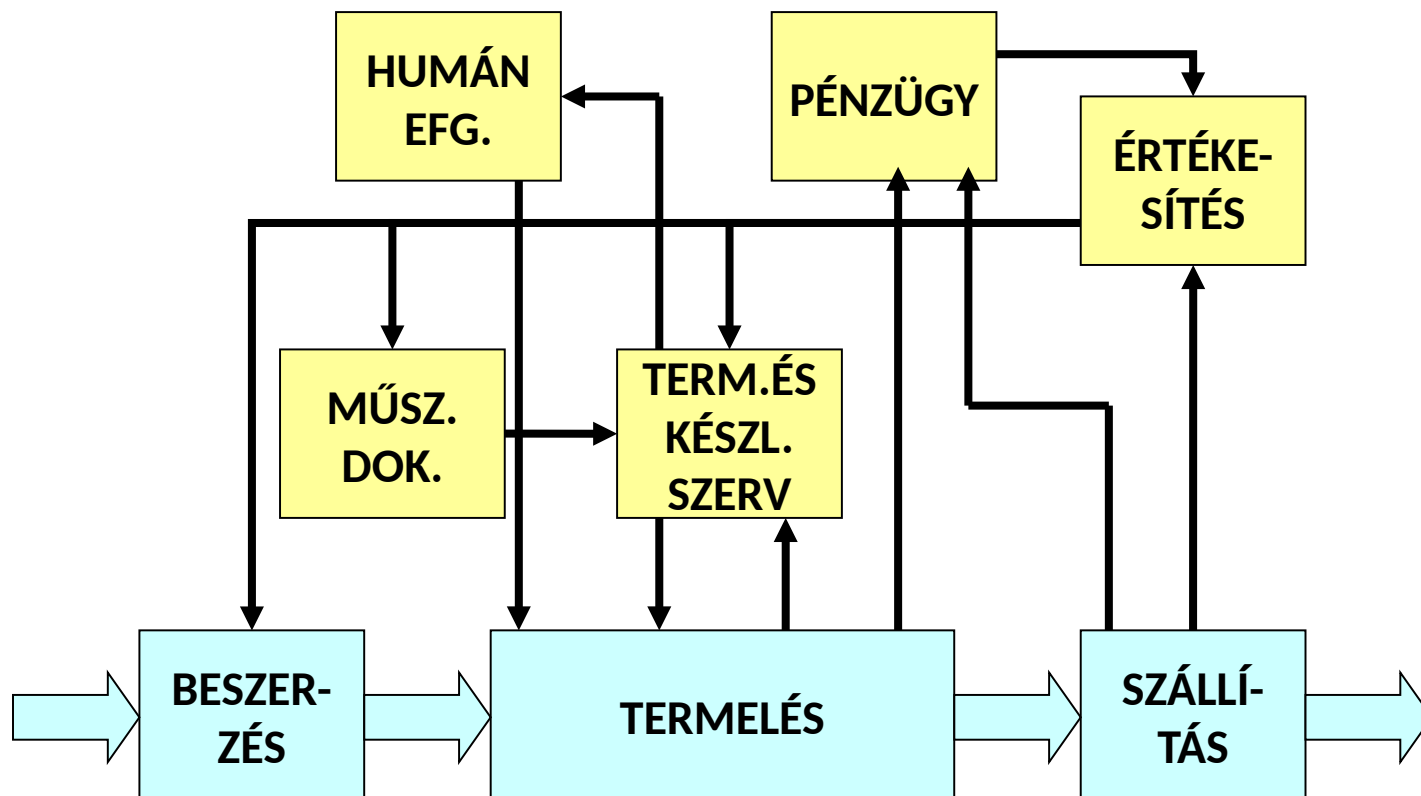 HUMÁN
EFG.
PÉNZÜGY
ÉRTÉKE-
SÍTÉS
MŰSZ.
DOK.
TERM.ÉS
KÉSZL.
SZERV
BESZER-
ZÉS
TERMELÉS
SZÁLLÍ-
TÁS